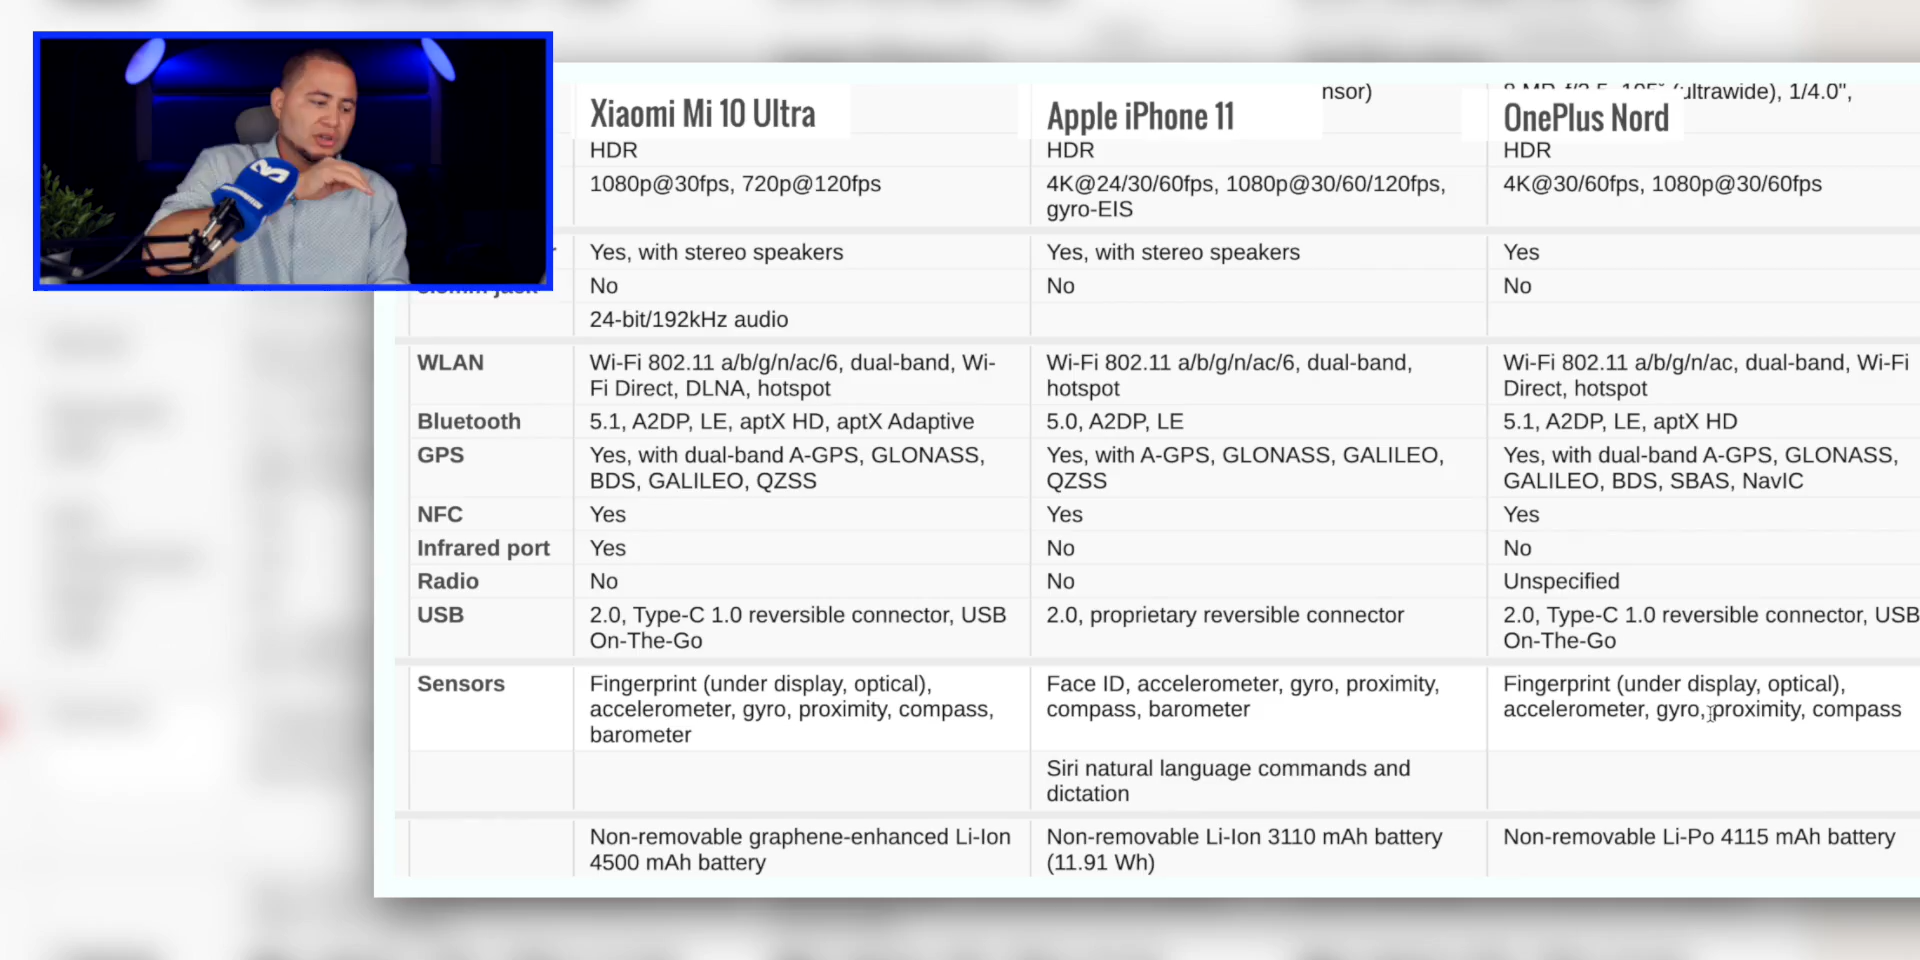 nsor)
(ultrawide), 1/4.0",
Xiaomi Mi 10 Ultra
Apple iPhone 11
OnePlus Nord
HDR
HDR
HDR
1080p@30fps, 720p@120fps
4K@24/30/60fps, 1080p@30/60/120fps,
gyro-EIS
4K@30/60fps, 1080p@30/60fps
Yes, with stereo speakers
Yes, with stereo speakers
Yes
No
No
No
24-bit/192kHz audio
WLAN
Wi-Fi 802.11 a/b/g/n/ac/6, dual-band, Wi-
Fi Direct, DLNA, hotspot
Wi-Fi 802.11 a/b/g/n/ac/6, dual-band,
hotspot
Wi-Fi 802.11 a/b/g/n/ac, dual-band, Wi-Fi
Direct, hotspot
Bluetooth
5.1, A2DP, LE, aptX HD, aptX Adaptive
5.0, A2DP, LE
5.1, A2DP, LE, aptX HD
GPS
Yes, with dual-band A-GPS, GLONASS,
BDS, GALILEO, QZSS
Yes, with A-GPS, GLONASS, GALILEO,
QZSS
Yes, with dual-band A-GPS, GLONASS,
GALILEO, BDS, SBAS, NavIC
NFC
Yes
Yes
Yes
Infrared port
Yes
No
No
Radio
No
No
Unspecified
USB
2.0, Type-C 1.0 reversible connector, USB
On-The-Go
2.0, proprietary reversible connector
2.0, Type-C 1.0 reversible connector, USB
On-The-Go
Sensors
Fingerprint (under display, optical),
accelerometer, gyro, proximity, compass,
barometer
Face ID, accelerometer, gyro, proximity,
compass, barometer
Fingerprint (under display, optical),
accelerometer, gyro, proximity, compass
Siri natural language commands and
dictation
Non-removable graphene-enhanced Li-Ion
4500 mAh battery
Non-removable Li-Ion 3110 mAh battery
(11.91 Wh)
Non-removable Li-Po 4115 mAh battery